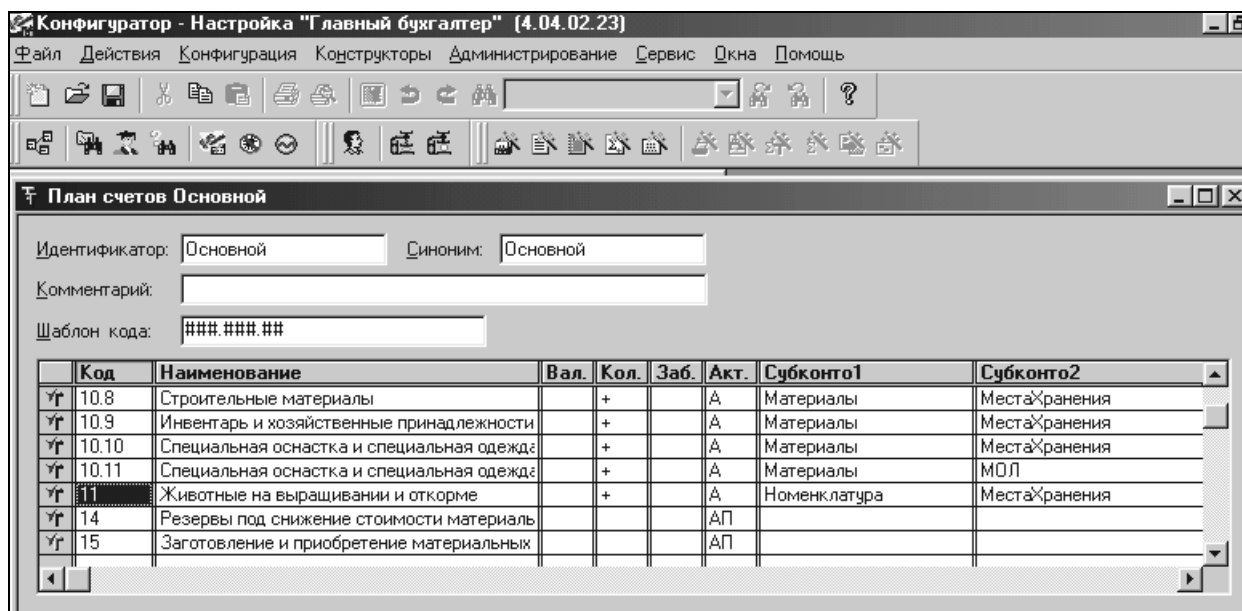 Конфигуратор - Настройка "Главный бухгалтер" (4.04.02.23)
Файл Действия Конфигурация Конструкторы Администрирование Сервис Окна Помощь
План счетов Основной
Идентификатор: Основной Синоним: Основной
Комментарий:
Шаблон кода: ###.###.##
Код Наименование Вал. Кол. Заб. Акт. Субконто1 Субконто2
10.8 Строительные материалы + А Материалы МестаХранения
10.9 Инвентарь и хозяйственные принадлежности + А Материалы МестаХранения
10.10 Специальная оснастка и специальная одежда + А Материалы МестаХранения
10.11 Специальная оснастка и специальная одежда + А Материалы МОЛ
11 Животные на выращивании и откорме + А Номенклатура МестаХранения
14 Резервы под снижение стоимости материаль АП
15 Заготовление и приобретение материальных АП